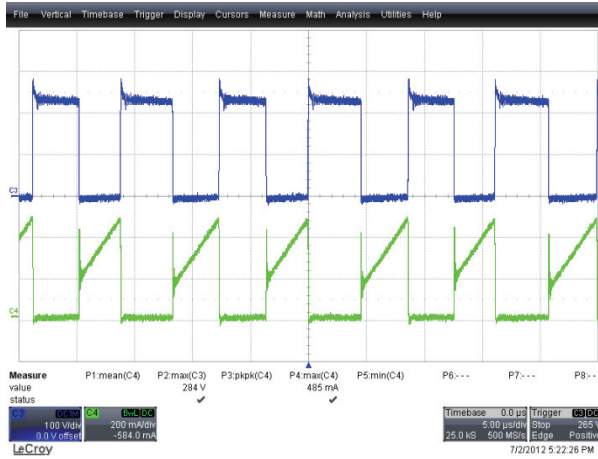 File Vertical Timebase Trigger Display Cursors Measure Math Analysis Utilities Help
C3
C4
Measure P1:mean(C4) P2:max(C3) P3:pkpk(C4) P4:max(C4) P5:min(C4) P6:- - - P7:- - - P8:- -
value 284 V 485 mA
status
C3 DC1M C4 BwL DC Timebase 0.0 µs Trigger C3 DC
100 V/div 200 mA/div 5.00 µs/div Stop 265 V
0.0 V offset -584.0 mA 25.0 kS 500 MS/s Edge Positive
LeCroy 7/2/2012 5:22:26 PM